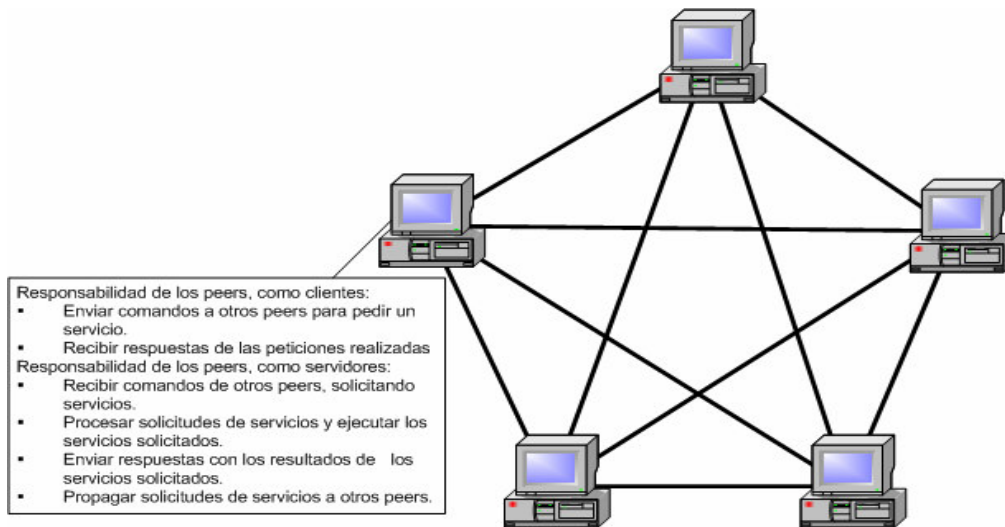 Responsabilidad de los peers, como clientes:
▪ Enviar comandos a otros peers para pedir un
servicio.
▪ Recibir respuestas de las peticiones realizadas
Responsabilidad de los peers, como servidores:
▪ Recibir comandos de otros peers, solicitando
servicios.
▪ Procesar solicitudes de servicios y ejecutar los
servicios solicitados.
▪ Enviar respuestas con los resultados de los
servicios solicitados.
▪ Propagar solicitudes de servicios a otros peers.